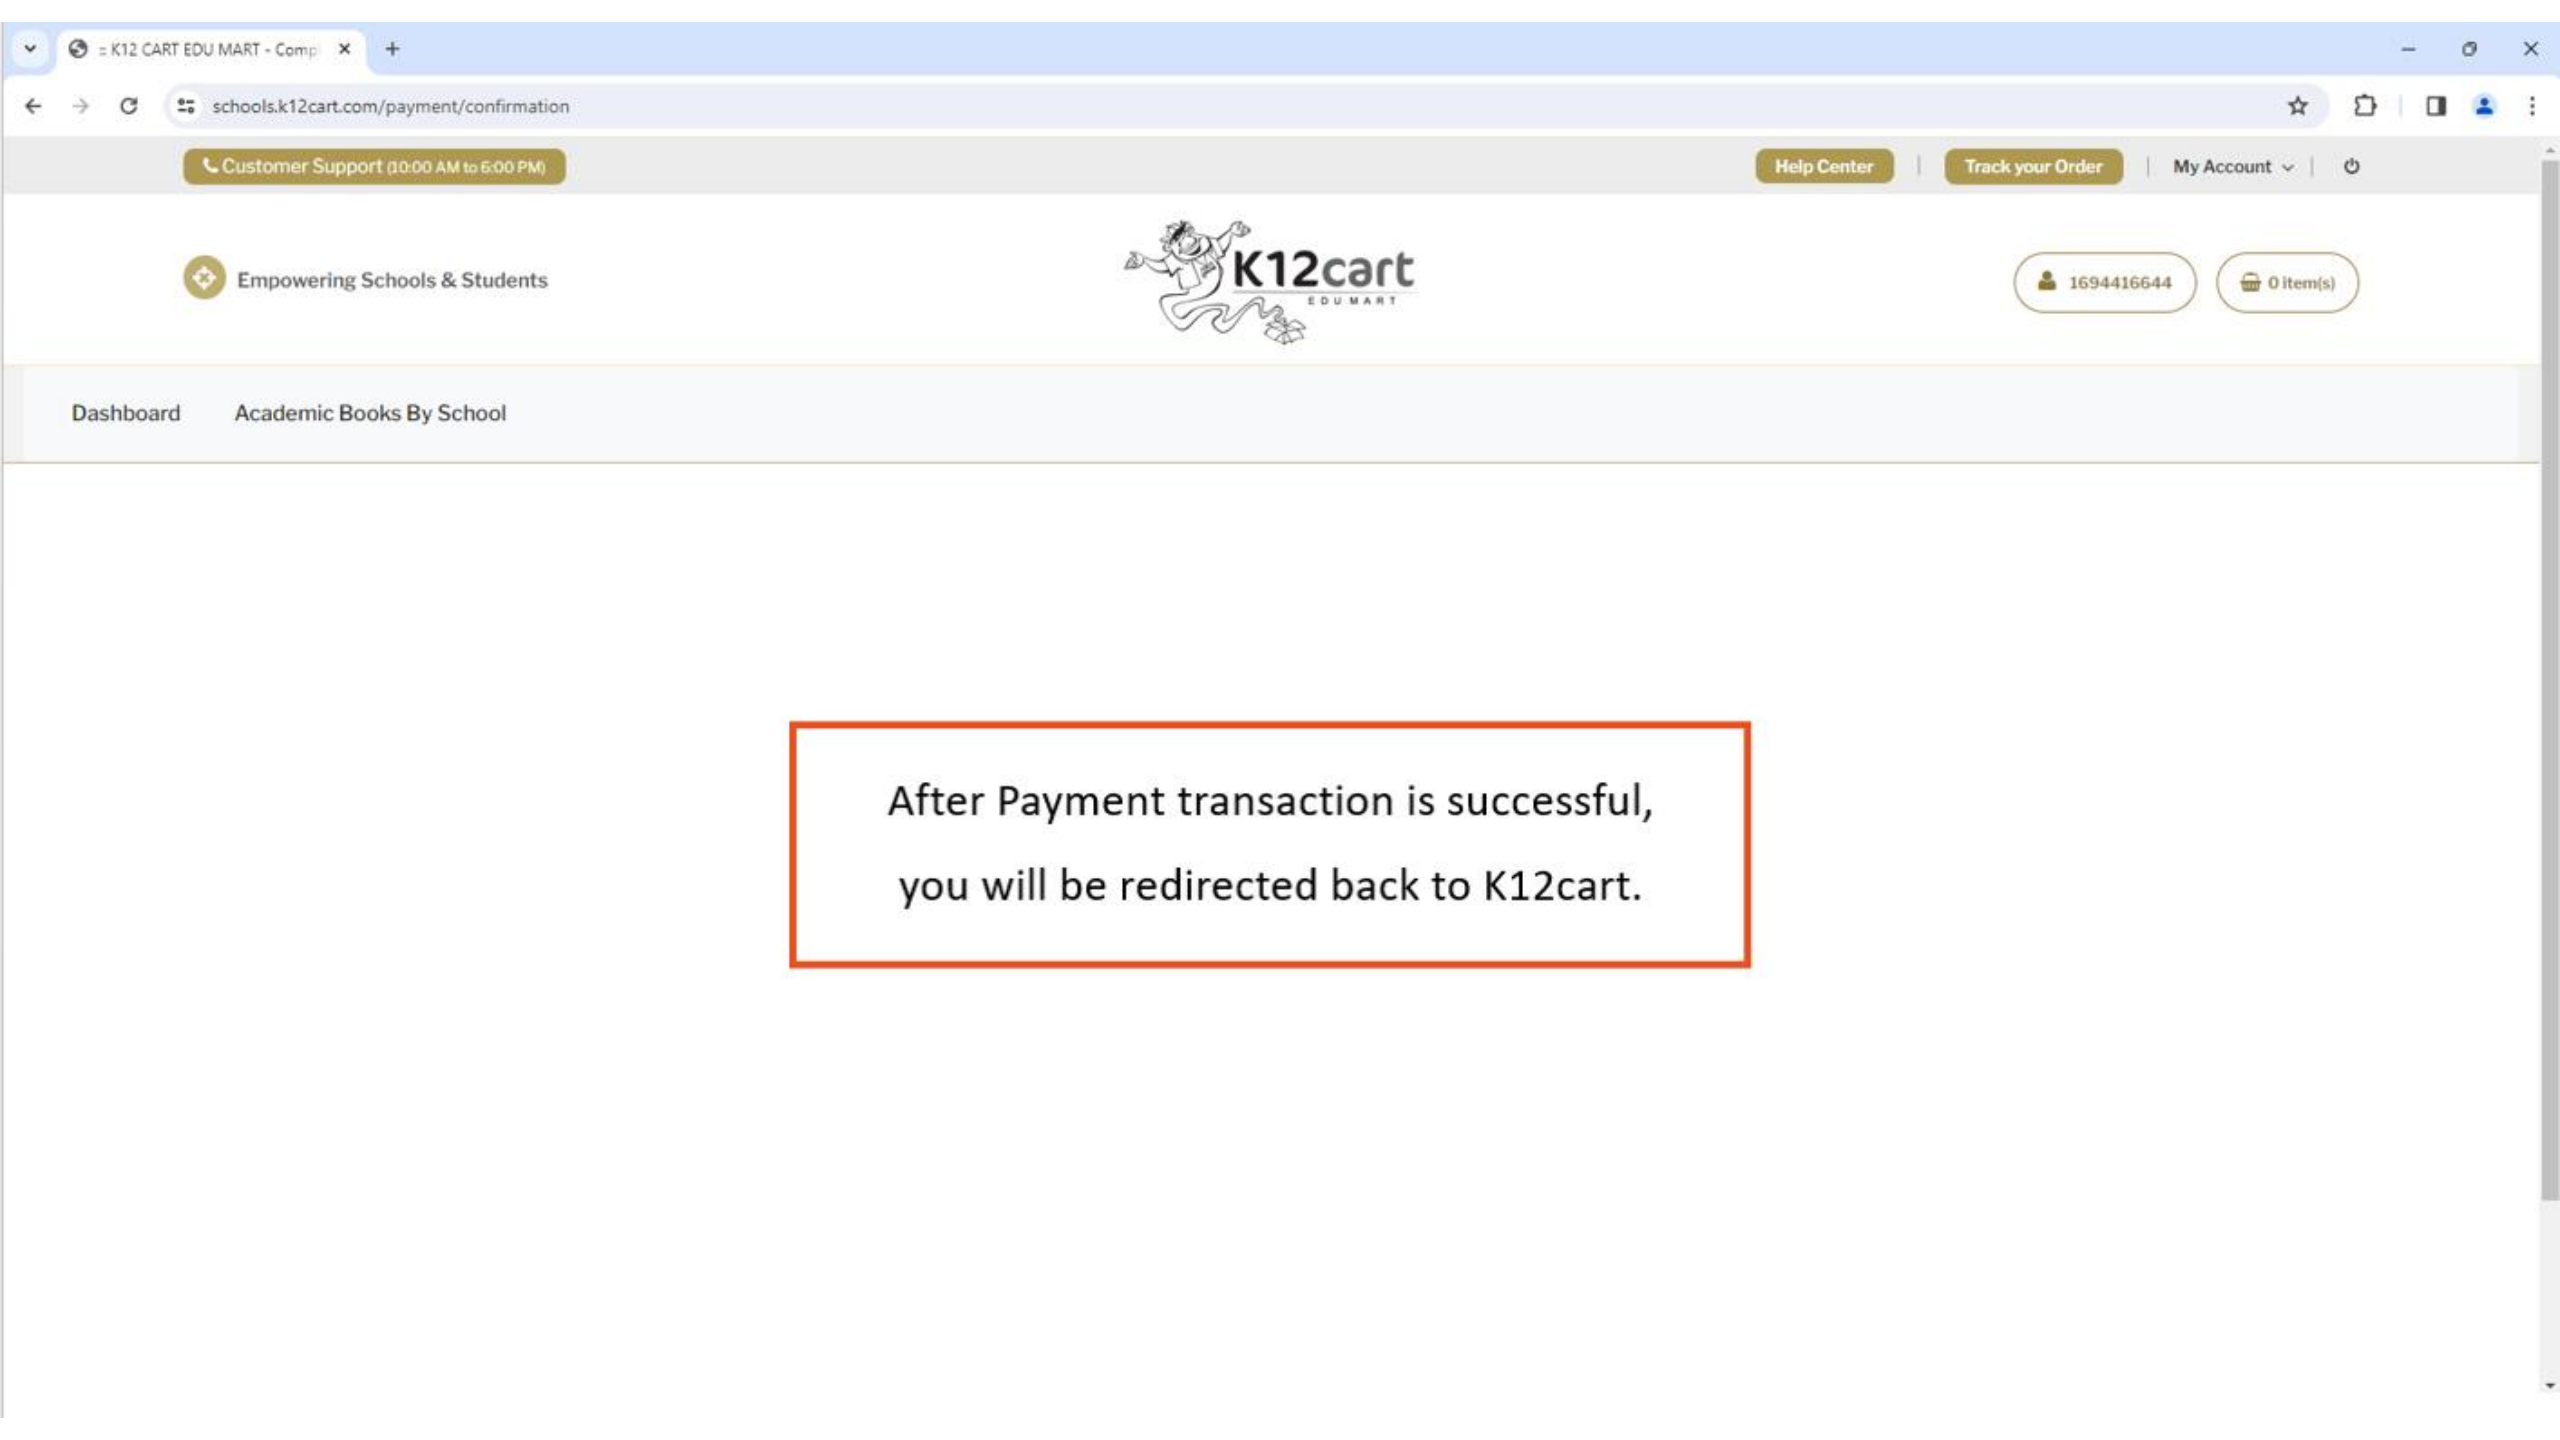 :: K12 CART EDU MART - Comp
schools.k12cart.com/payment/confirmation
Customer Support (10:00 AM to 6:00 PM)
Help Center
Track your Order
My Account
Empowering Schools & Students
K12cart
EDU MART
1694416644
0 item(s)
Dashboard
Academic Books By School
After Payment transaction is successful,
you will be redirected back to K12cart.